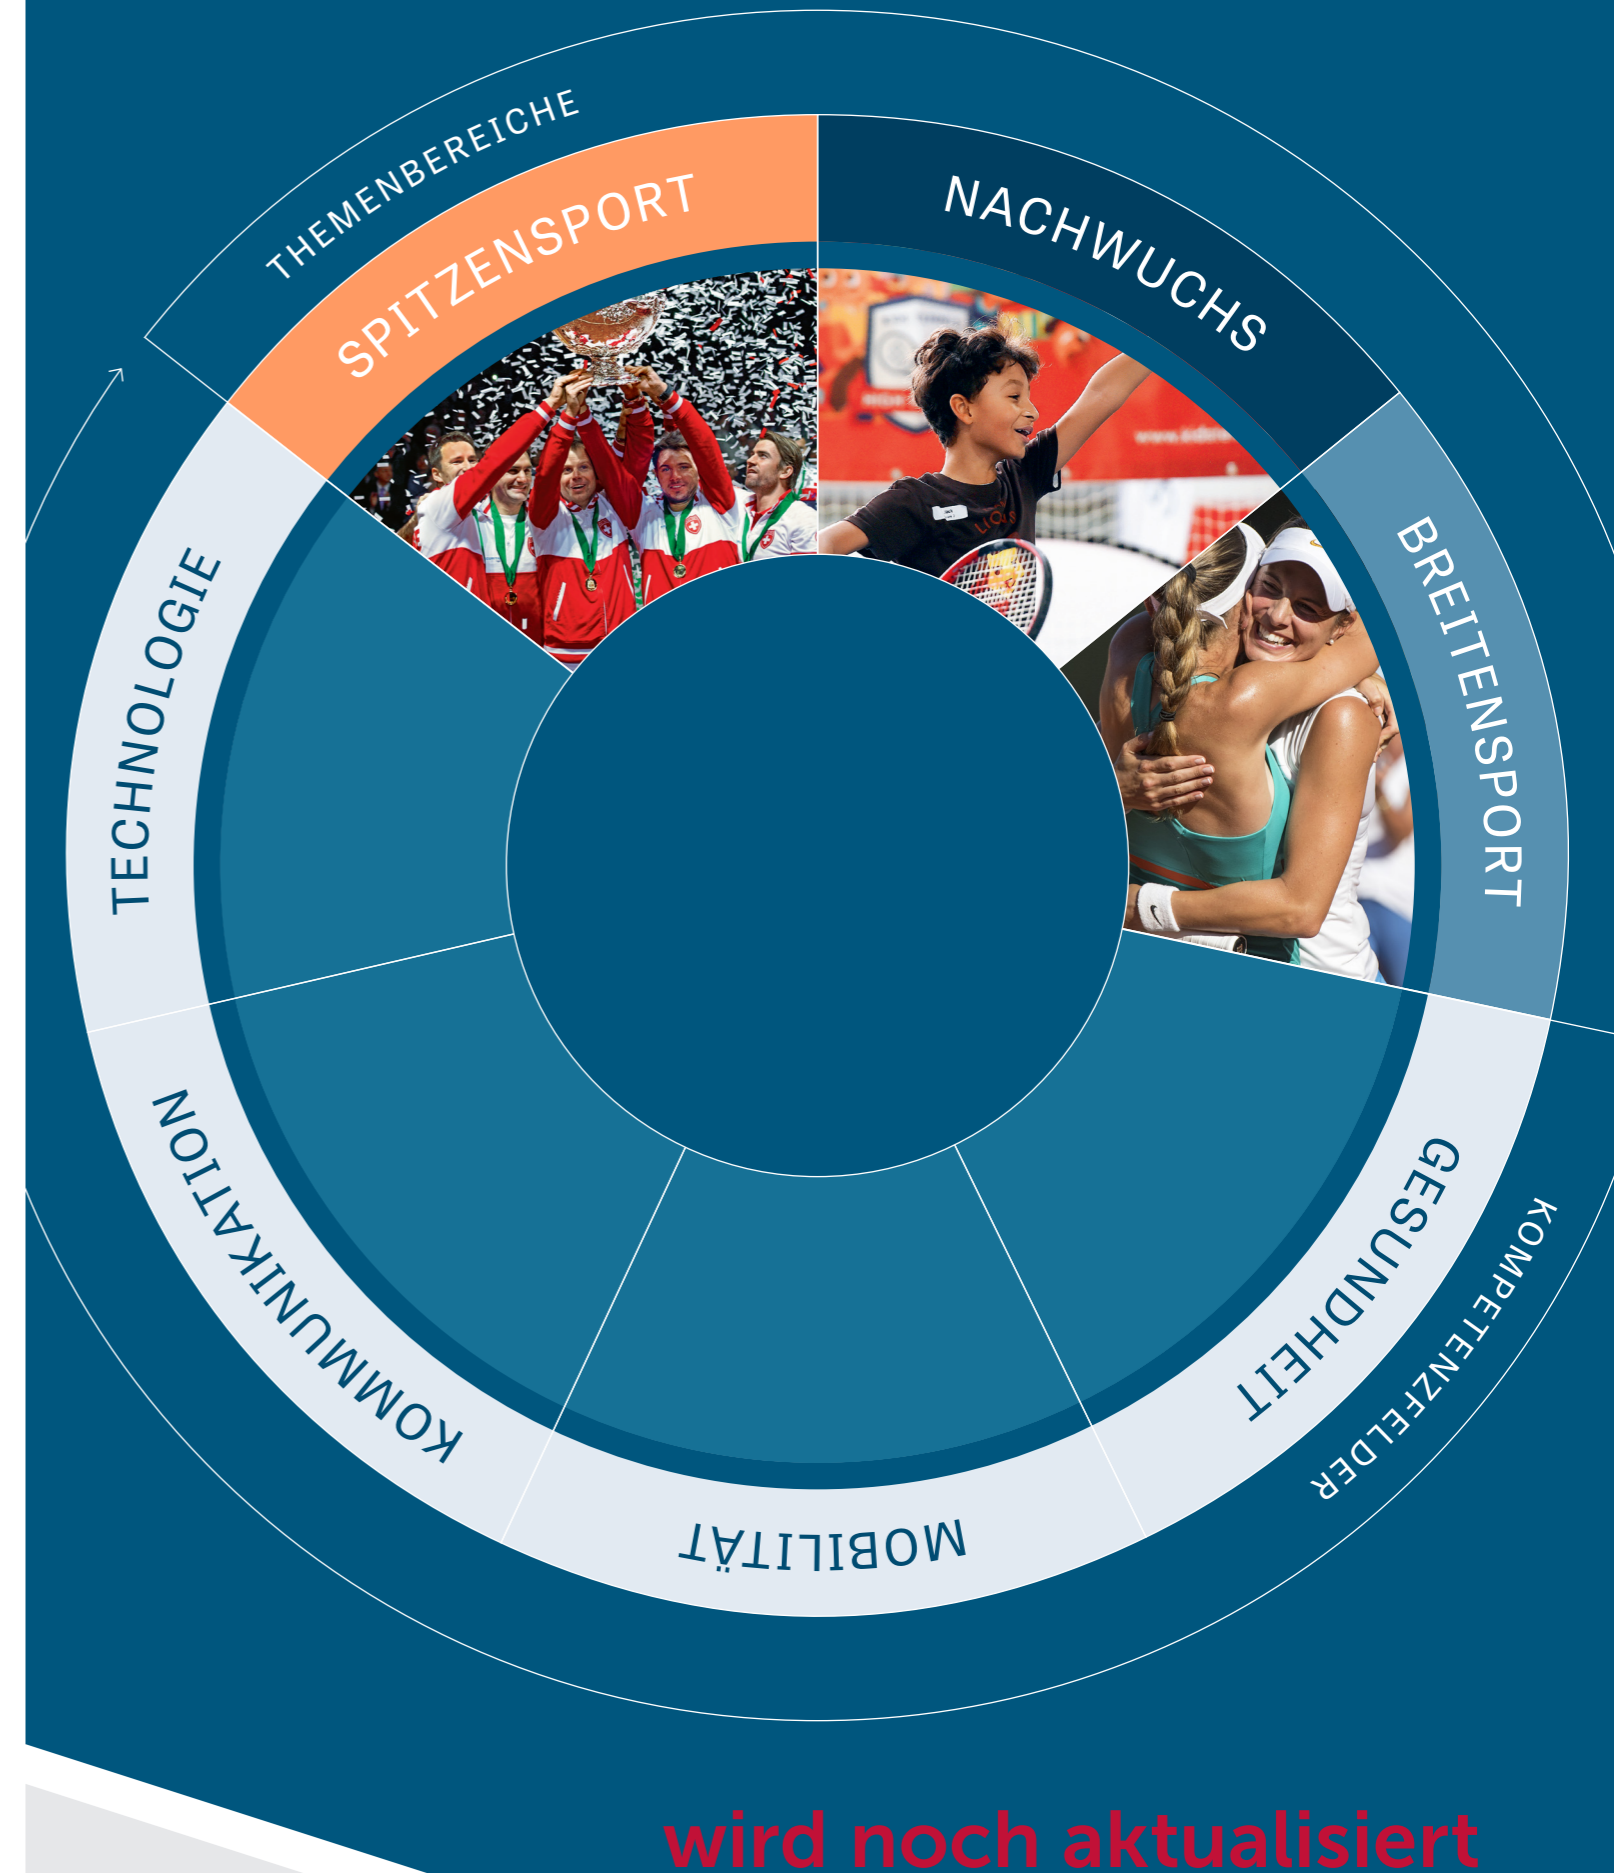 THEMENBEREICHE
SPITZENSPORT
NACHWUCHS
BREITENSPORT
GESUNDHEIT
KOMPETENZFELDER
MOBILITÄT
KOMMUNIKATION
TECHNOLOGIE
wird noch aktualisiert